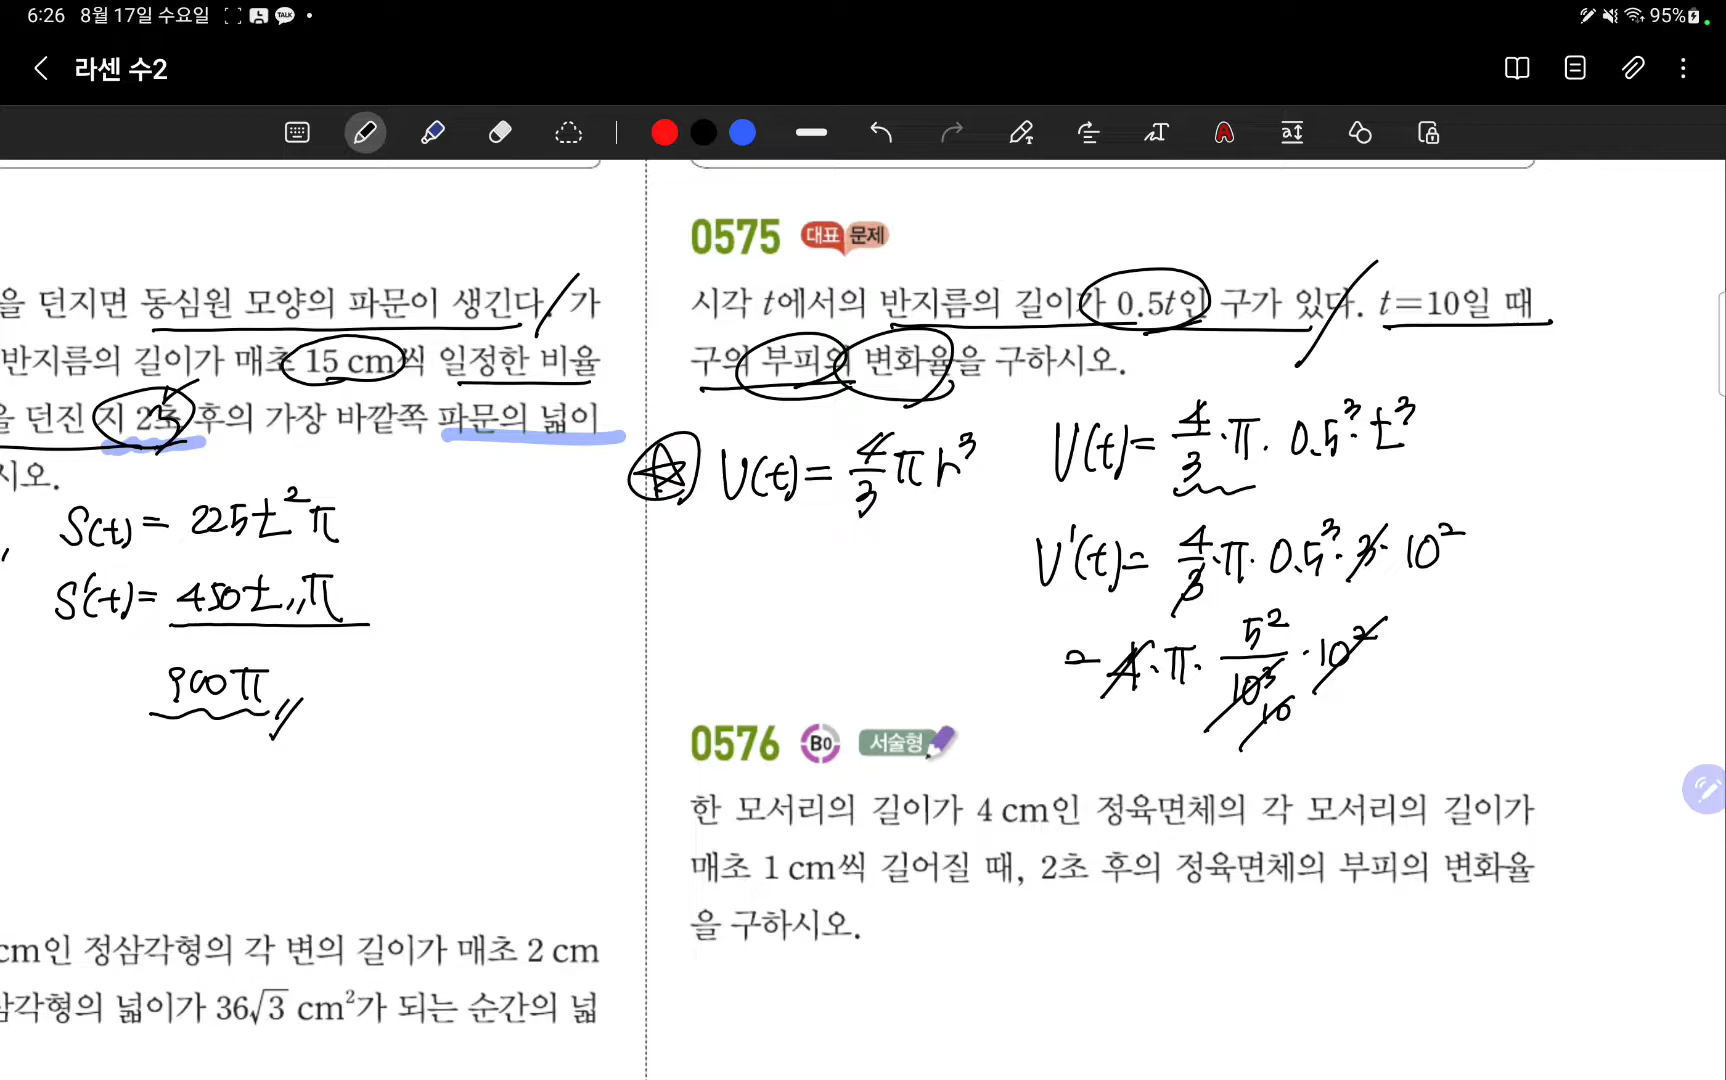 6:26 8월 17일 수요일
TALK
95%
라센 수2
을 던지면 동심원 모양의 파문이 생긴다. 가
반지름의 길이가 매초 15 cm씩 일정한 비율
을 던진 지 2초 후의 가장 바깥쪽 파문의 넓이
시오.
S(t) = 225t²π
S'(t) = 450t π
900π
cm인 정삼각형의 각 변의 길이가 매초 2 cm
삼각형의 넓이가 36√3 cm²가 되는 순간의 넓
0575 대표 문제
시각 t에서의 반지름의 길이가 0.5t인 구가 있다. t=10일 때
구의 부피의 변화율을 구하시오.
V(t) = 4/3 π r³
V(t) = 4/3 · π · 0.5³ · t³
V'(t) = 4/3 · π · 0.5³ · 3 · 10²
= 4 · π · 5²/10³ · 10²
10
0576 B0 서술형
한 모서리의 길이가 4 cm인 정육면체의 각 모서리의 길이가
매초 1 cm씩 길어질 때, 2초 후의 정육면체의 부피의 변화율
을 구하시오.